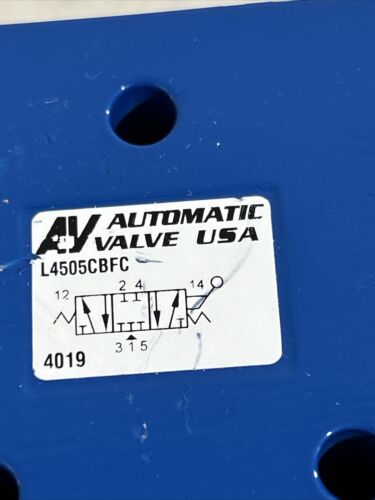 AV AUTOMATIC
VALVE USA
L4505CBFC
12 2 4 14
3 1 5
4019